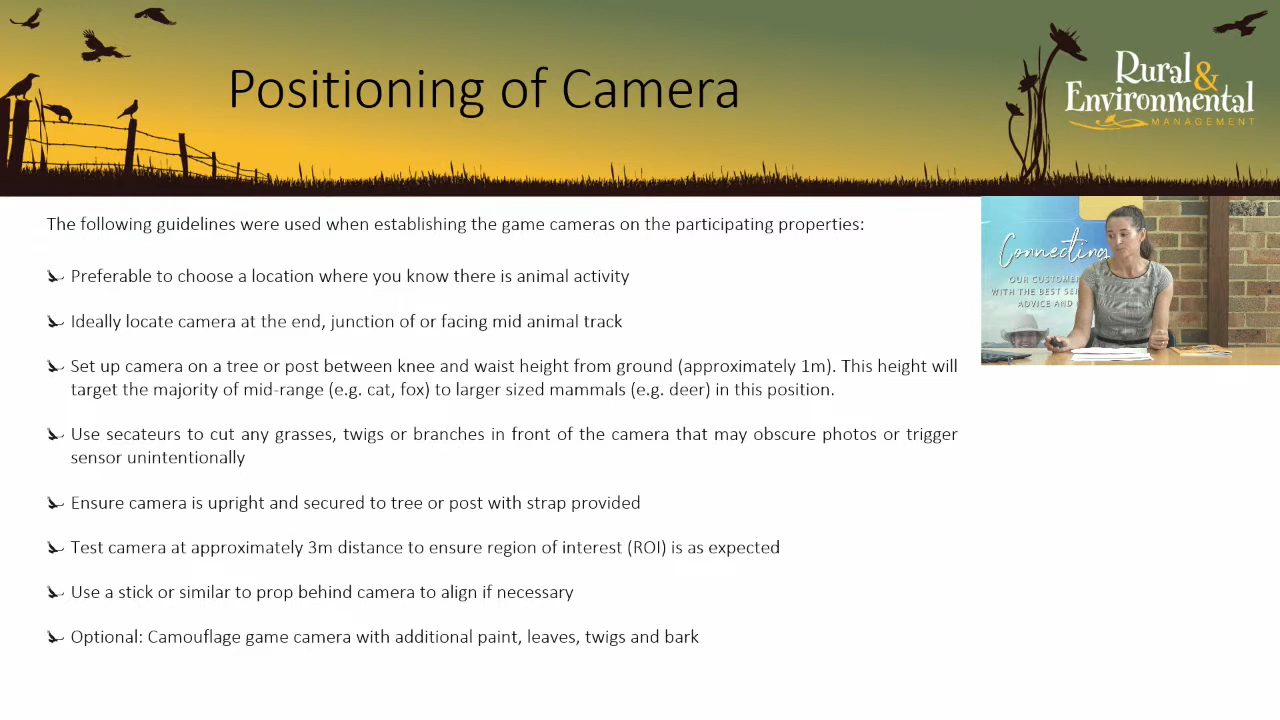 Positioning of Camera
Rural &
Environmental
MANAGEMENT
The following guidelines were used when establishing the game cameras on the participating properties:
Preferable to choose a location where you know there is animal activity
Ideally locate camera at the end, junction of or facing mid animal track
Set up camera on a tree or post between knee and waist height from ground (approximately 1m). This height will
target the majority of mid-range (e.g. cat, fox) to larger sized mammals (e.g. deer) in this position.
Use secateurs to cut any grasses, twigs or branches in front of the camera that may obscure photos or trigger
sensor unintentionally
Ensure camera is upright and secured to tree or post with strap provided
Test camera at approximately 3m distance to ensure region of interest (ROI) is as expected
Use a stick or similar to prop behind camera to align if necessary
Optional: Camouflage game camera with additional paint, leaves, twigs and bark
Connecting
OUR CUSTOME
WITH THE BEST SE
ADVICE AND